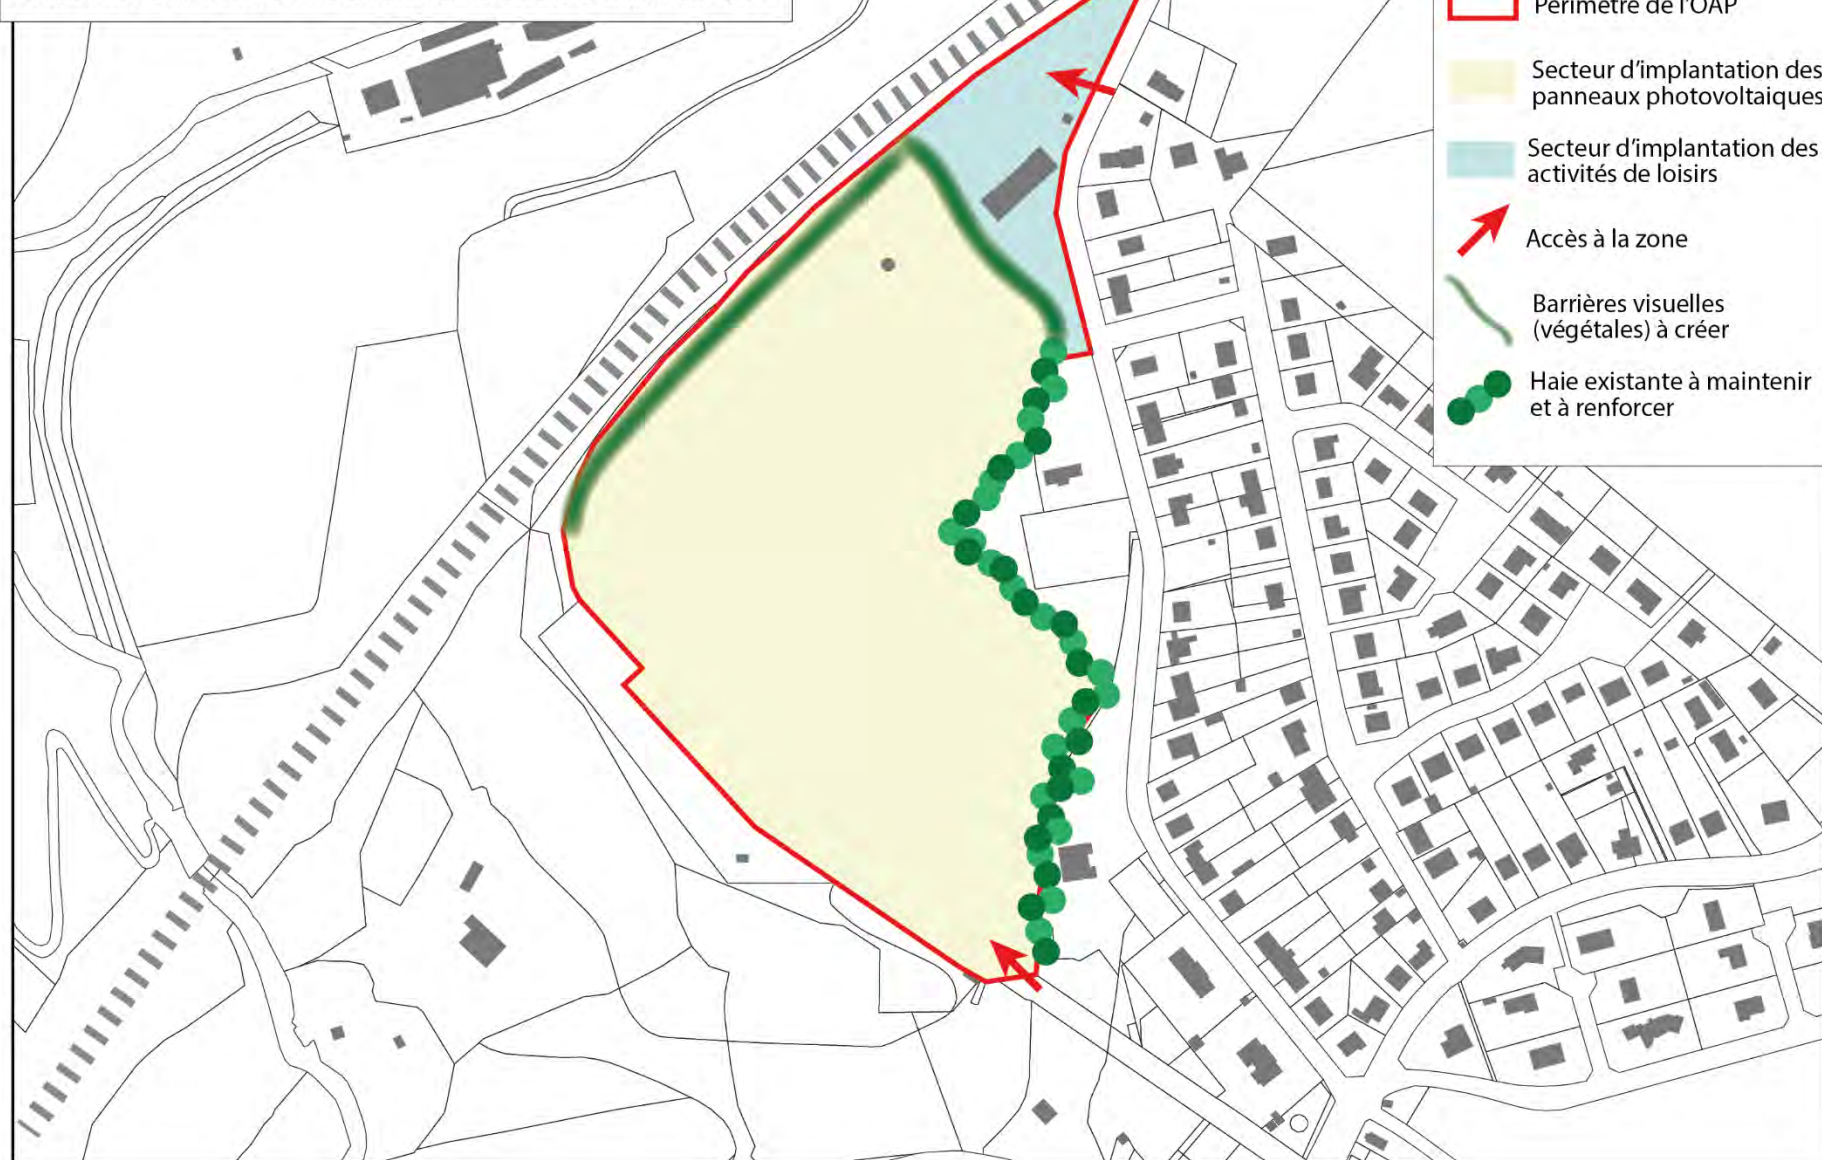 Périmètre de l'OAP
Secteur d'implantation des
panneaux photovoltaiques
Secteur d'implantation des
activités de loisirs
Accès à la zone
Barrières visuelles
(végétales) à créer
Haie existante à maintenir
et à renforcer